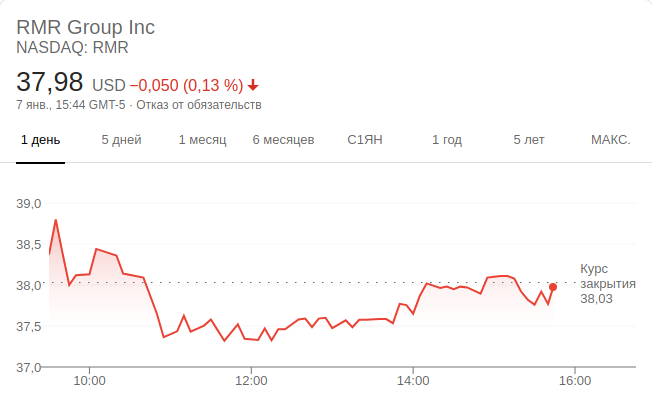 RMR Group Inc
NASDAQ: RMR
37,98 USD −0,050 (0,13 %)
7 янв., 15:44 GMT-5 · Отказ от обязательств
1 день 5 дней 1 месяц 6 месяцев С1ЯН 1 год 5 лет МАКС.
39,0
38,5
38,0
37,5
37,0
Курс
закрытия
38,03
10:00 12:00 14:00 16:00